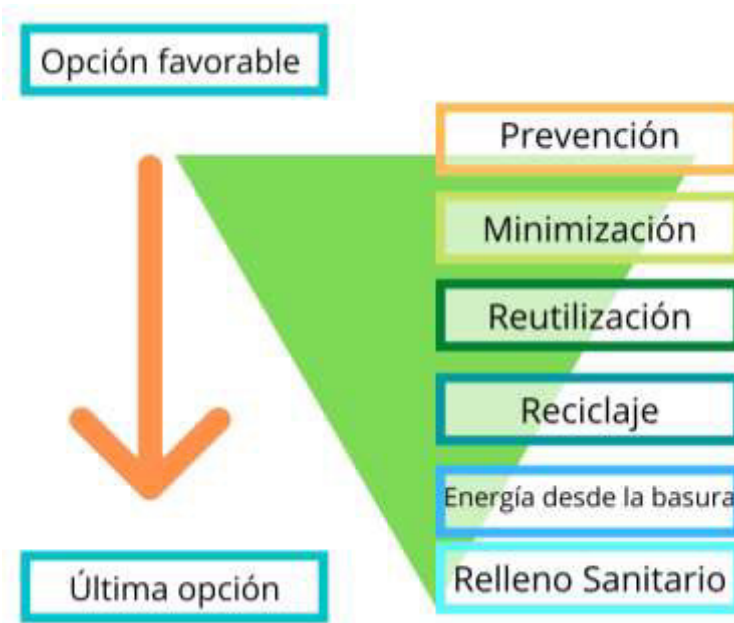 Opción favorable
Prevención
Minimización
Reutilización
Reciclaje
Energía desde la basura
Relleno Sanitario
Última opción